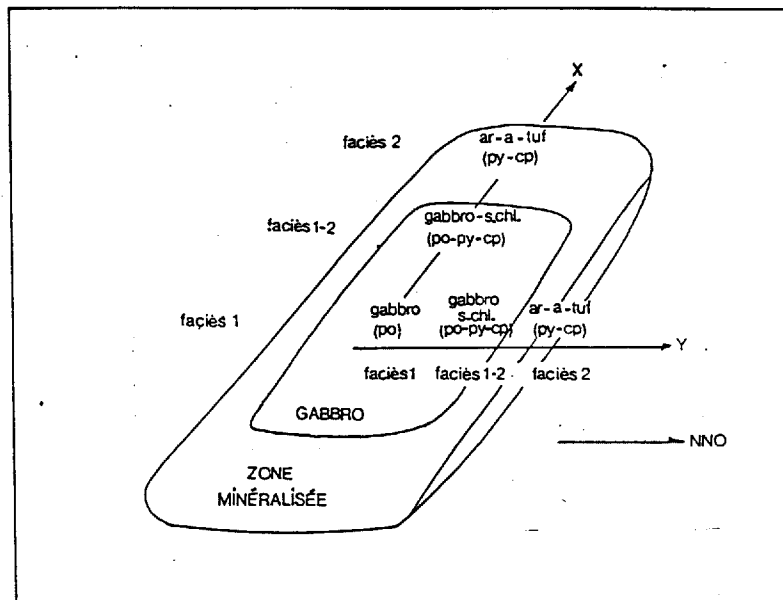 X
faciès 2
ar-a-tuf
(py-cp)
faciès 1-2
gabbro-s.chl.
(po-py-cp)
façiès 1
gabbro
(po)
gabbro
s.chl.
(po-py-cp)
ar-a-tuf
(py-cp)
Y
faciès1
faciès 1-2
faciès 2
GABBRO
NNO
ZONE
MINÉRALISÉE